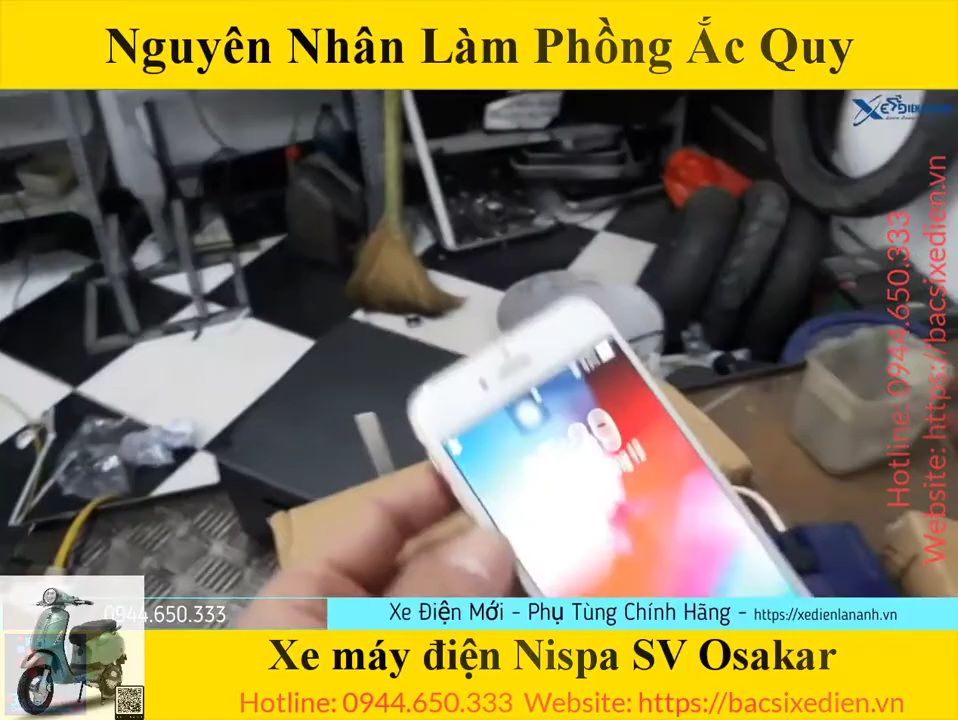 Nguyên Nhân Làm Phồng Ắc Quy
Hotline: 0944.650.333
Website: https://bacsixedien.vn
0944.650.333
Xe Điện Mới - Phụ Tùng Chính Hãng - https://xedienlananh.vn
Xe máy điện Nispa SV Osakar
Hotline: 0944.650.333 Website: https://bacsixedien.vn